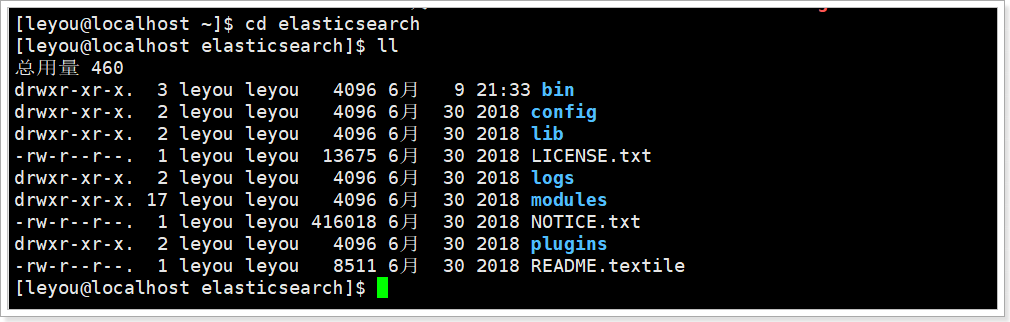 [leyou@localhost ~]$ cd elasticsearch
[leyou@localhost elasticsearch]$ ll
总用量 460
drwxr-xr-x.  3 leyou leyou   4096 6月   9 21:33 bin
drwxr-xr-x.  2 leyou leyou   4096 6月  30 2018 config
drwxr-xr-x.  2 leyou leyou   4096 6月  30 2018 lib
-rw-r--r--.  1 leyou leyou  13675 6月  30 2018 LICENSE.txt
drwxr-xr-x.  2 leyou leyou   4096 6月  30 2018 logs
drwxr-xr-x. 17 leyou leyou   4096 6月  30 2018 modules
-rw-r--r--.  1 leyou leyou 416018 6月  30 2018 NOTICE.txt
drwxr-xr-x.  2 leyou leyou   4096 6月  30 2018 plugins
-rw-r--r--.  1 leyou leyou   8511 6月  30 2018 README.textile
[leyou@localhost elasticsearch]$